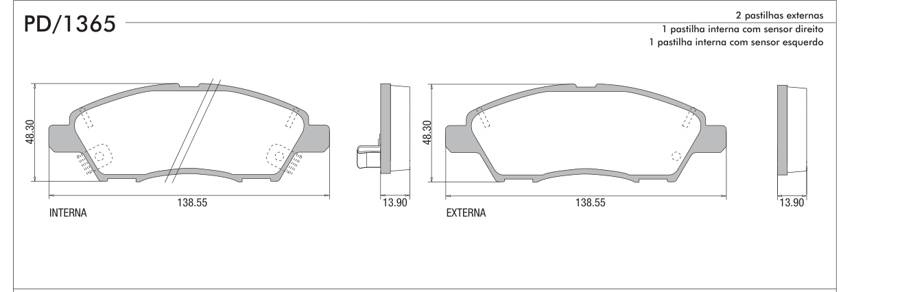 PD/1365
2 pastilhas externas
1 pastilha interna com sensor direito
1 pastilha interna com sensor esquerdo
48.30
138.55
13.90
INTERNA
48.30
138.55
13.90
EXTERNA